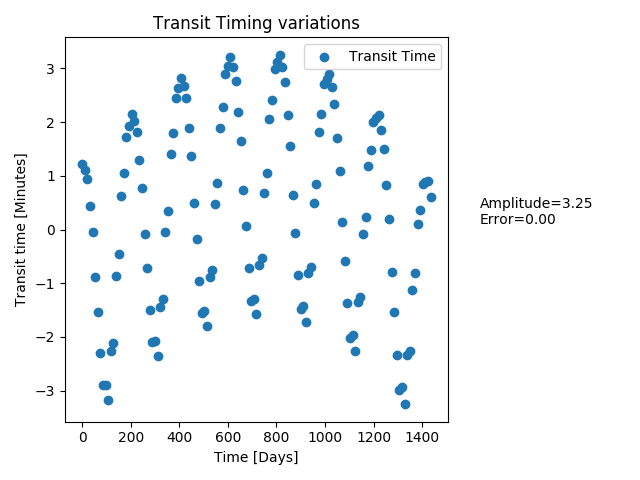 Transit Timing variations
Transit Time
3
2
1
0
−1
−2
−3
Transit time [Minutes]
Amplitude=3.25
Error=0.00
0 200 400 600 800 1000 1200 1400
Time [Days]